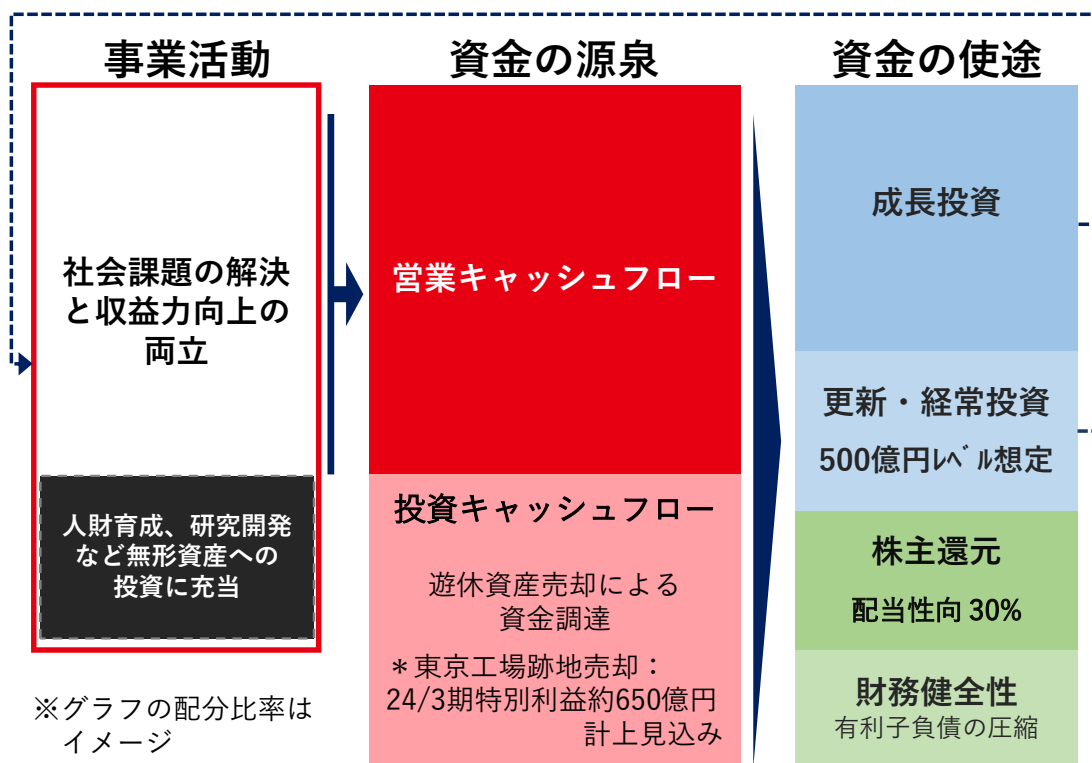 事業活動
社会課題の解決
と収益力向上の
両立
人財育成、研究開発
など無形資産への
投資に充当
※グラフの配分比率は
イメージ
資金の源泉
営業キャッシュフロー
投資キャッシュフロー
遊休資産売却による
資金調達
＊東京工場跡地売却：
24/3期特別利益約650億円
計上見込み
資金の使途
成長投資
更新・経常投資
500億円ﾚﾍﾞﾙ想定
株主還元
配当性向 30%
財務健全性
有利子負債の圧縮